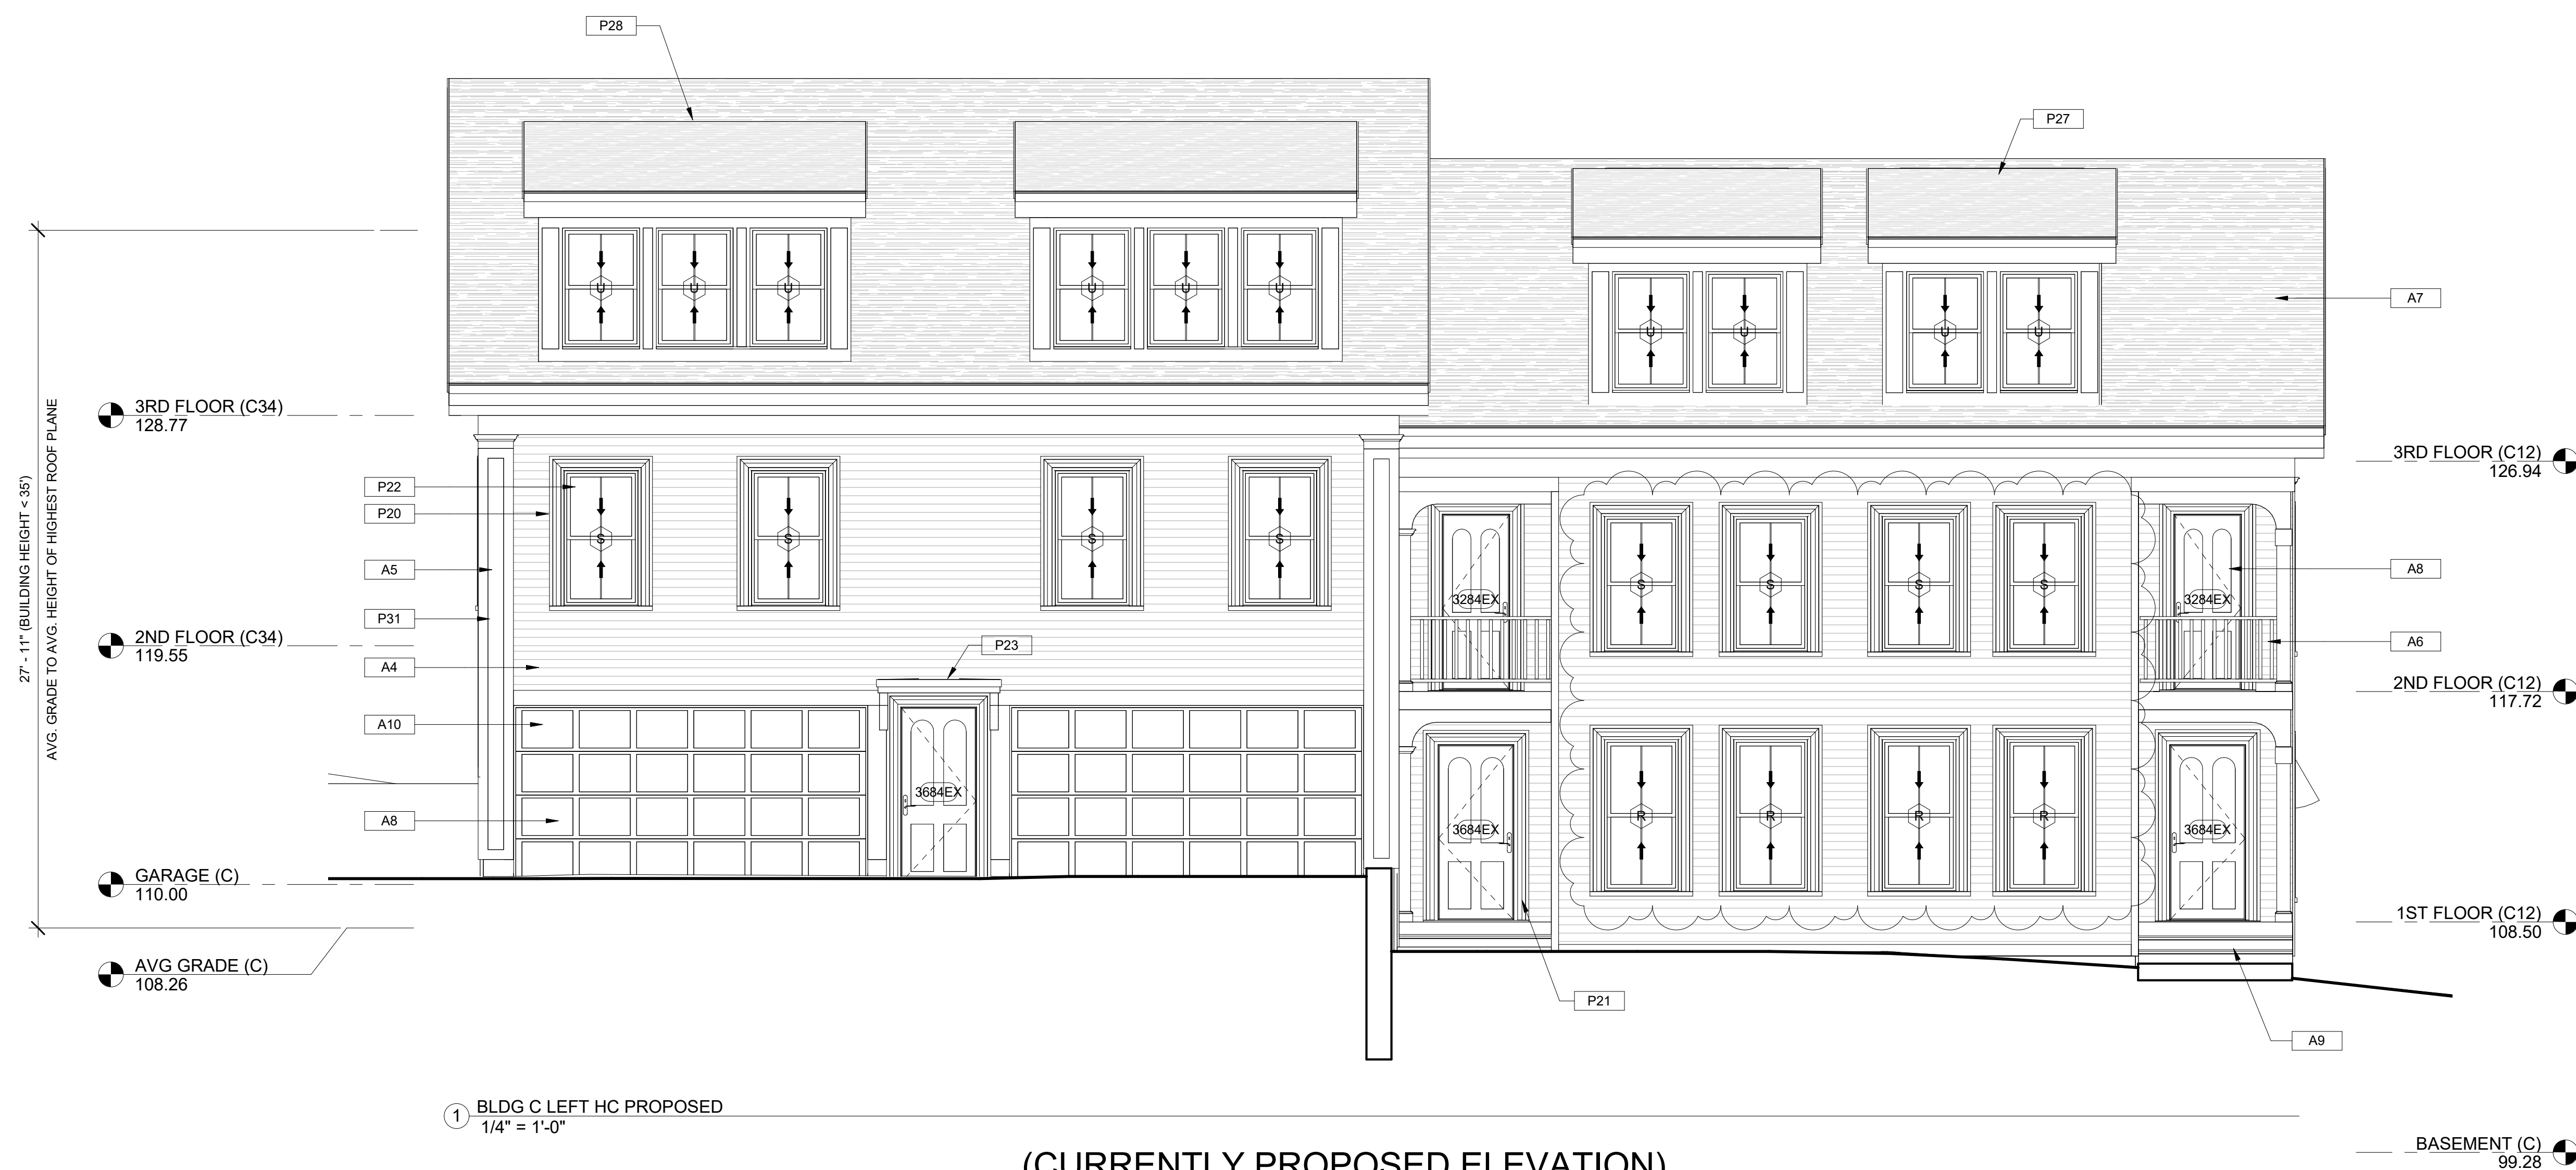 P28
P27
U U U U U U
U U U U
A7
27' - 11" (BUILDING HEIGHT < 35')
AVG. GRADE TO AVG. HEIGHT OF HIGHEST ROOF PLANE
3RD FLOOR (C34)
128.77
3RD FLOOR (C12)
126.94
P22
P20
S S S S
S S S S
A5
A8
3284EX
3284EX
P31
A6
2ND FLOOR (C34)
119.55
P23
A4
2ND FLOOR (C12)
117.72
A10
3684EX
A8
R R R R
3684EX
3684EX
GARAGE (C)
110.00
1ST FLOOR (C12)
108.50
AVG GRADE (C)
108.26
P21
A9
1 BLDG C LEFT HC PROPOSED
1/4" = 1'-0"
BASEMENT (C)
99.28
(CURRENTLY PROPOSED ELEVATION)